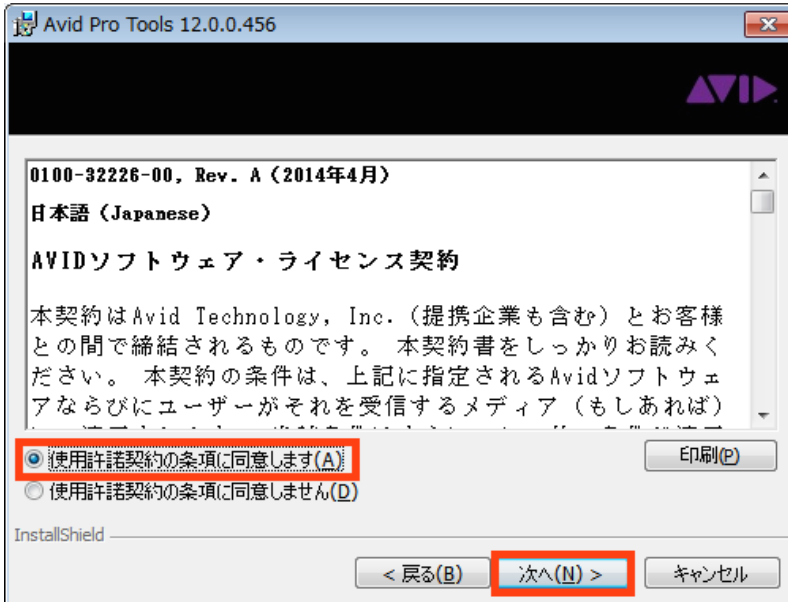 Avid Pro Tools 12.0.0.456
AVID
0100-32226-00, Rev. A (2014年4月)
日本語 (Japanese)
AVIDソフトウェア・ライセンス契約
本契約はAvid Technology, Inc. (提携企業も含む) とお客様
との間で締結されるものです。 本契約書をしっかりお読みく
ださい。 本契約の条件は、上記に指定されるAvidソフトウェ
アならびにユーザーがそれを受信するメディア (もしあれば)
使用許諾契約の条項に同意します(A)
印刷(P)
使用許諾契約の条項に同意しません(D)
InstallShield
< 戻る(B)
次へ(N) >
キャンセル